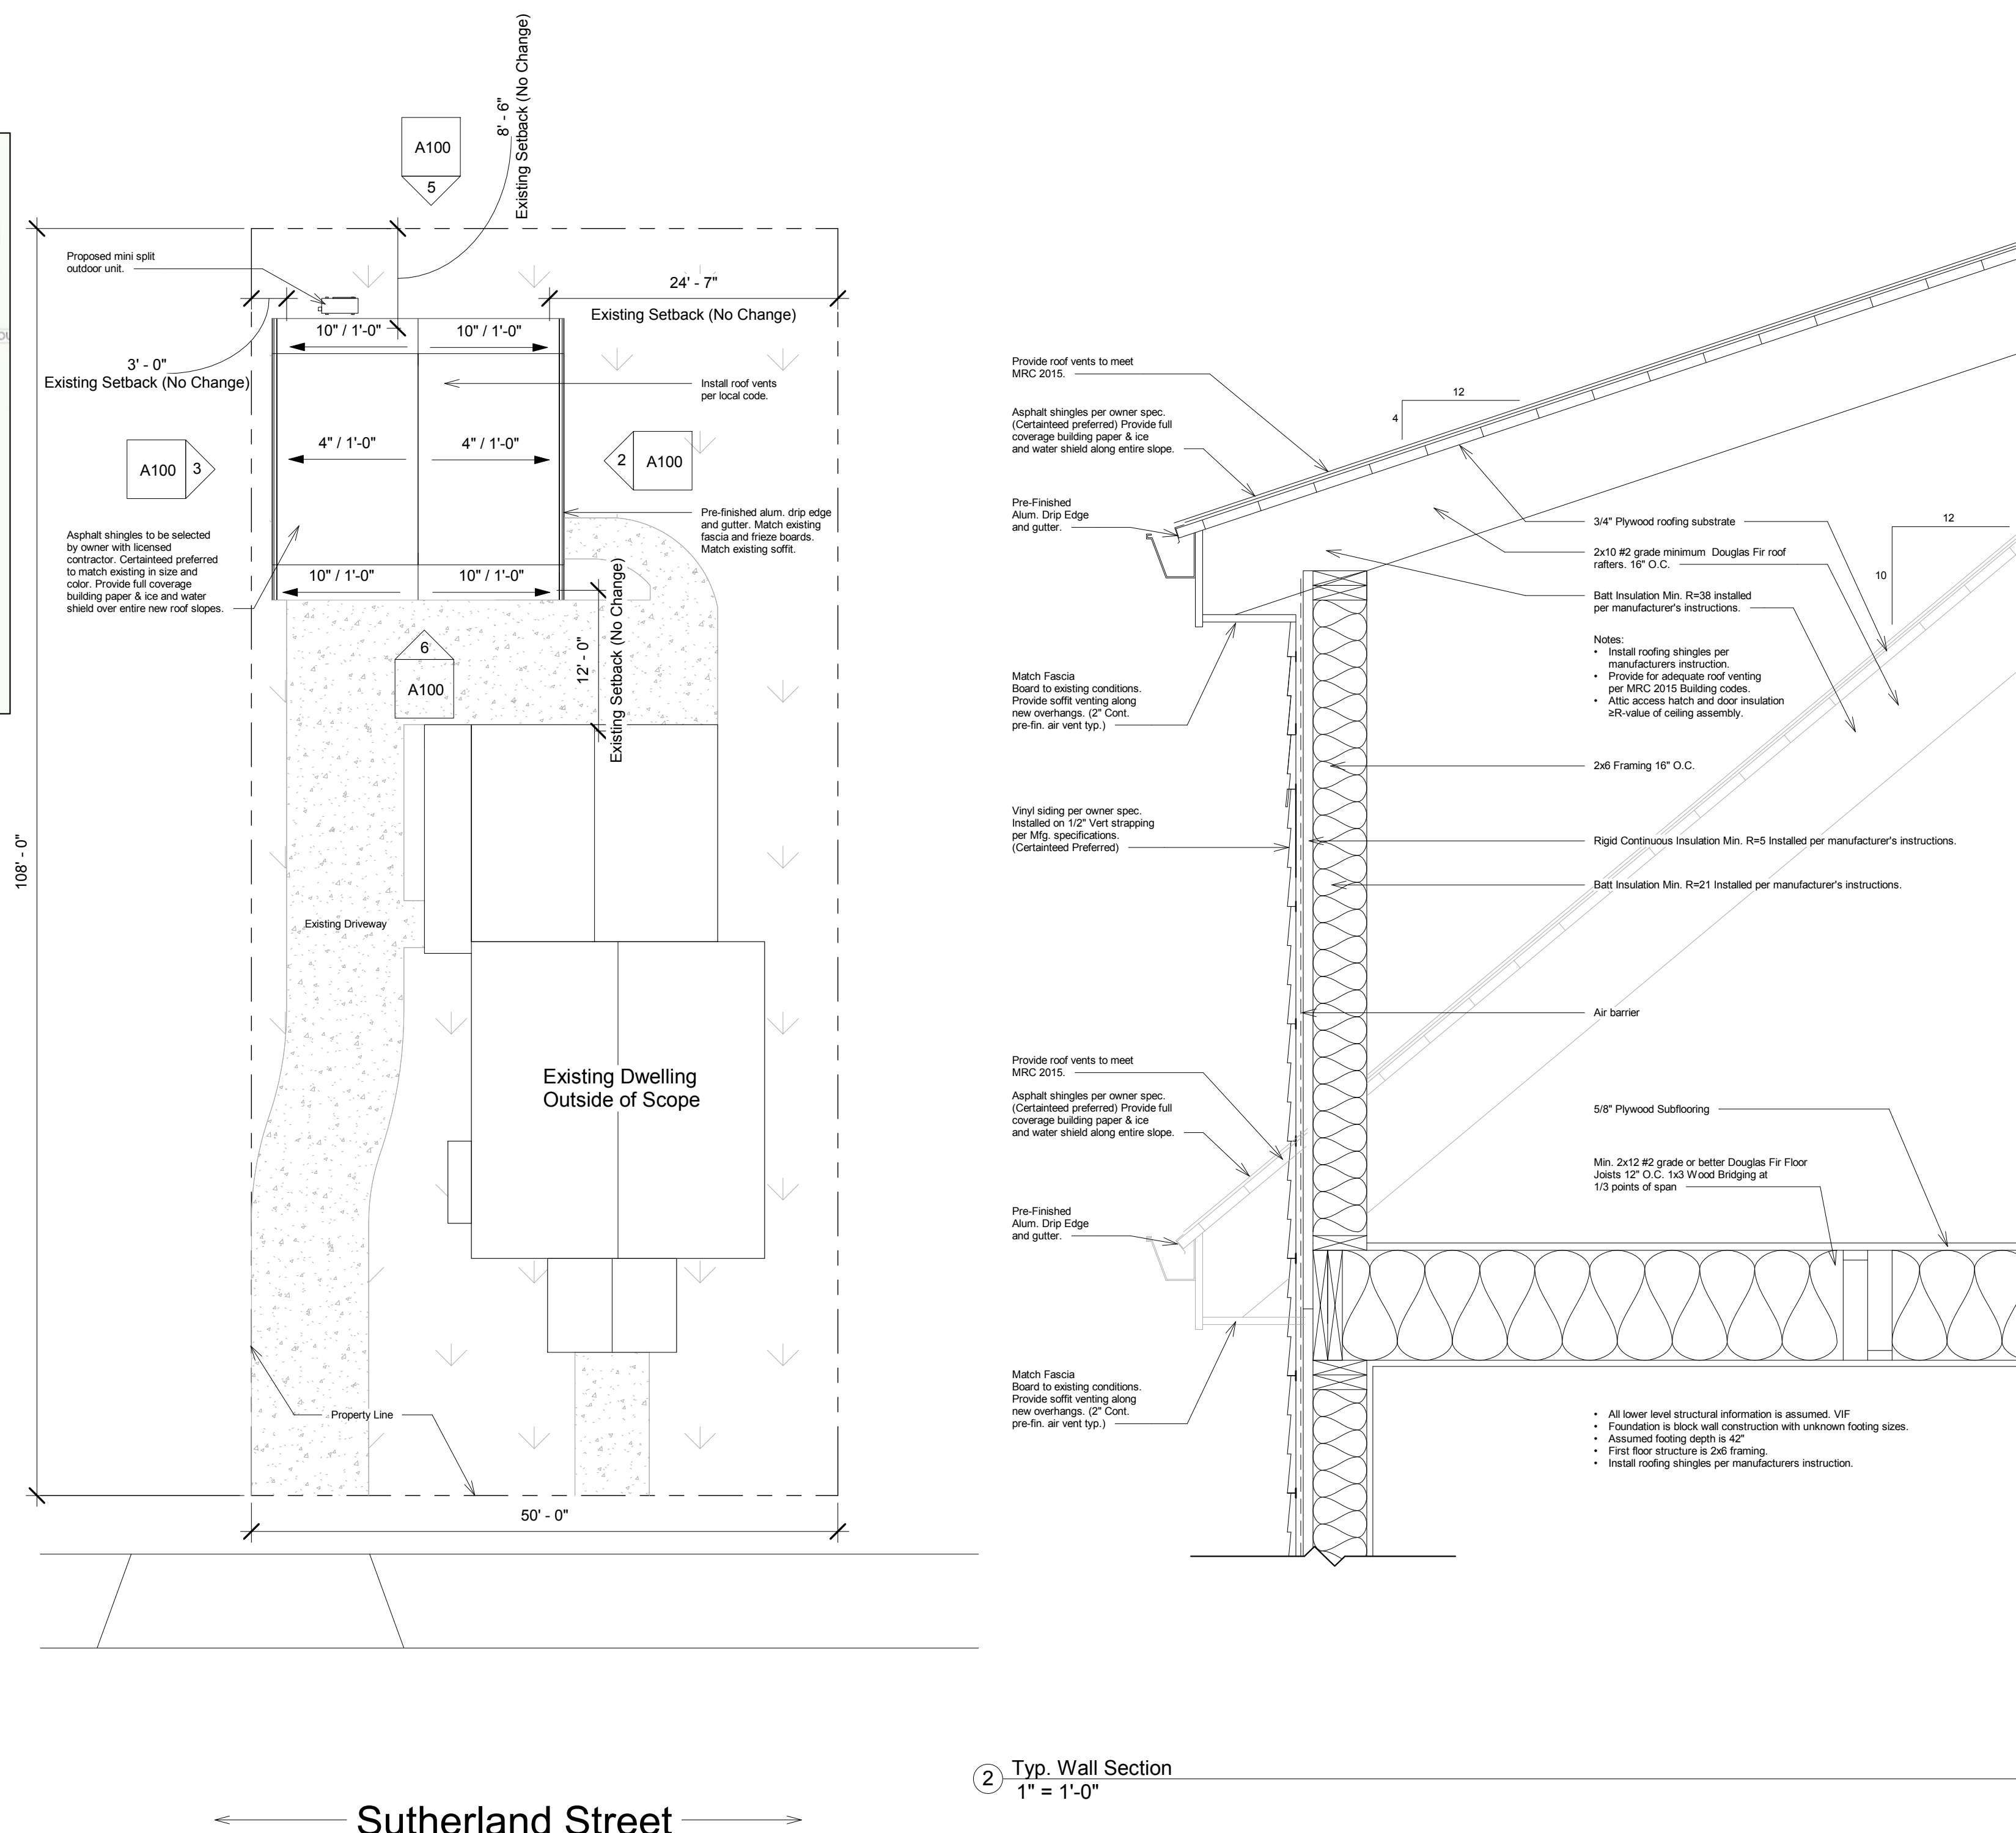 8' - 6"
Existing Setback (No Change)
A100
5
Proposed mini split
outdoor unit.
24' - 7"
Existing Setback (No Change)
10" / 1'-0"
10" / 1'-0"
3' - 0"
Existing Setback (No Change)
Install roof vents
per local code.
4" / 1'-0"
4" / 1'-0"
A100
3
2
A100
Pre-finished alum. drip edge
and gutter. Match existing
fascia and frieze boards.
Match existing soffit.
Asphalt shingles to be selected
by owner with licensed
contractor. Certainteed preferred
to match existing in size and
color. Provide full coverage
building paper & ice and water
shield over entire new roof slopes.
10" / 1'-0"
10" / 1'-0"
12' - 0"
Existing Setback (No Change)
6
A100
108' - 0"
Existing Driveway
Existing Dwelling
Outside of Scope
Property Line
50' - 0"
Sutherland Street
Provide roof vents to meet
MRC 2015.
Asphalt shingles per owner spec.
(Certainteed preferred) Provide full
coverage building paper & ice
and water shield along entire slope.
Pre-Finished
Alum. Drip Edge
and gutter.
Match Fascia
Board to existing conditions.
Provide soffit venting along
new overhangs. (2" Cont.
pre-fin. air vent typ.)
Vinyl siding per owner spec.
Installed on 1/2" Vert strapping
per Mfg. specifications.
(Certainteed Preferred)
Provide roof vents to meet
MRC 2015.
Asphalt shingles per owner spec.
(Certainteed preferred) Provide full
coverage building paper & ice
and water shield along entire slope.
Pre-Finished
Alum. Drip Edge
and gutter.
Match Fascia
Board to existing conditions.
Provide soffit venting along
new overhangs. (2" Cont.
pre-fin. air vent typ.)
12
4
12
10
3/4" Plywood roofing substrate
2x10 #2 grade minimum Douglas Fir roof
rafters. 16" O.C.
Batt Insulation Min. R=38 installed
per manufacturer's instructions.
Notes:
• Install roofing shingles per
manufacturers instruction.
• Provide for adequate roof venting
per MRC 2015 Building codes.
• Attic access hatch and door insulation
≥R-value of ceiling assembly.
2x6 Framing 16" O.C.
Rigid Continuous Insulation Min. R=5 Installed per manufacturer's instructions.
Batt Insulation Min. R=21 Installed per manufacturer's instructions.
Air barrier
5/8" Plywood Subflooring
Min. 2x12 #2 grade or better Douglas Fir Floor
Joists 12" O.C. 1x3 Wood Bridging at
1/3 points of span
• All lower level structural information is assumed. VIF
• Foundation is block wall construction with unknown footing sizes.
• Assumed footing depth is 42"
• First floor structure is 2x6 framing.
• Install roofing shingles per manufacturers instruction.
2
Typ. Wall Section
1" = 1'-0"